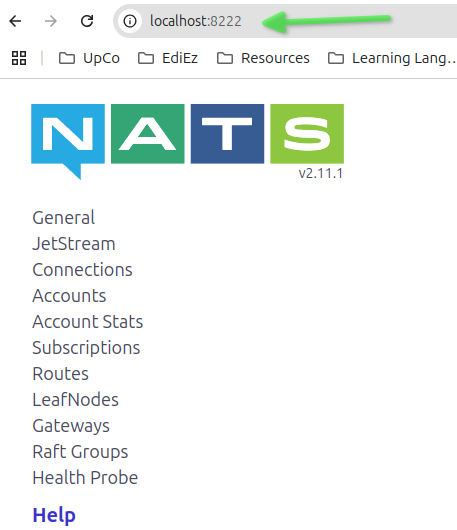 localhost:8222
UpCo EdiEz Resources Learning Lang...
NATS
v2.11.1
General
JetStream
Connections
Accounts
Account Stats
Subscriptions
Routes
LeafNodes
Gateways
Raft Groups
Health Probe
Help